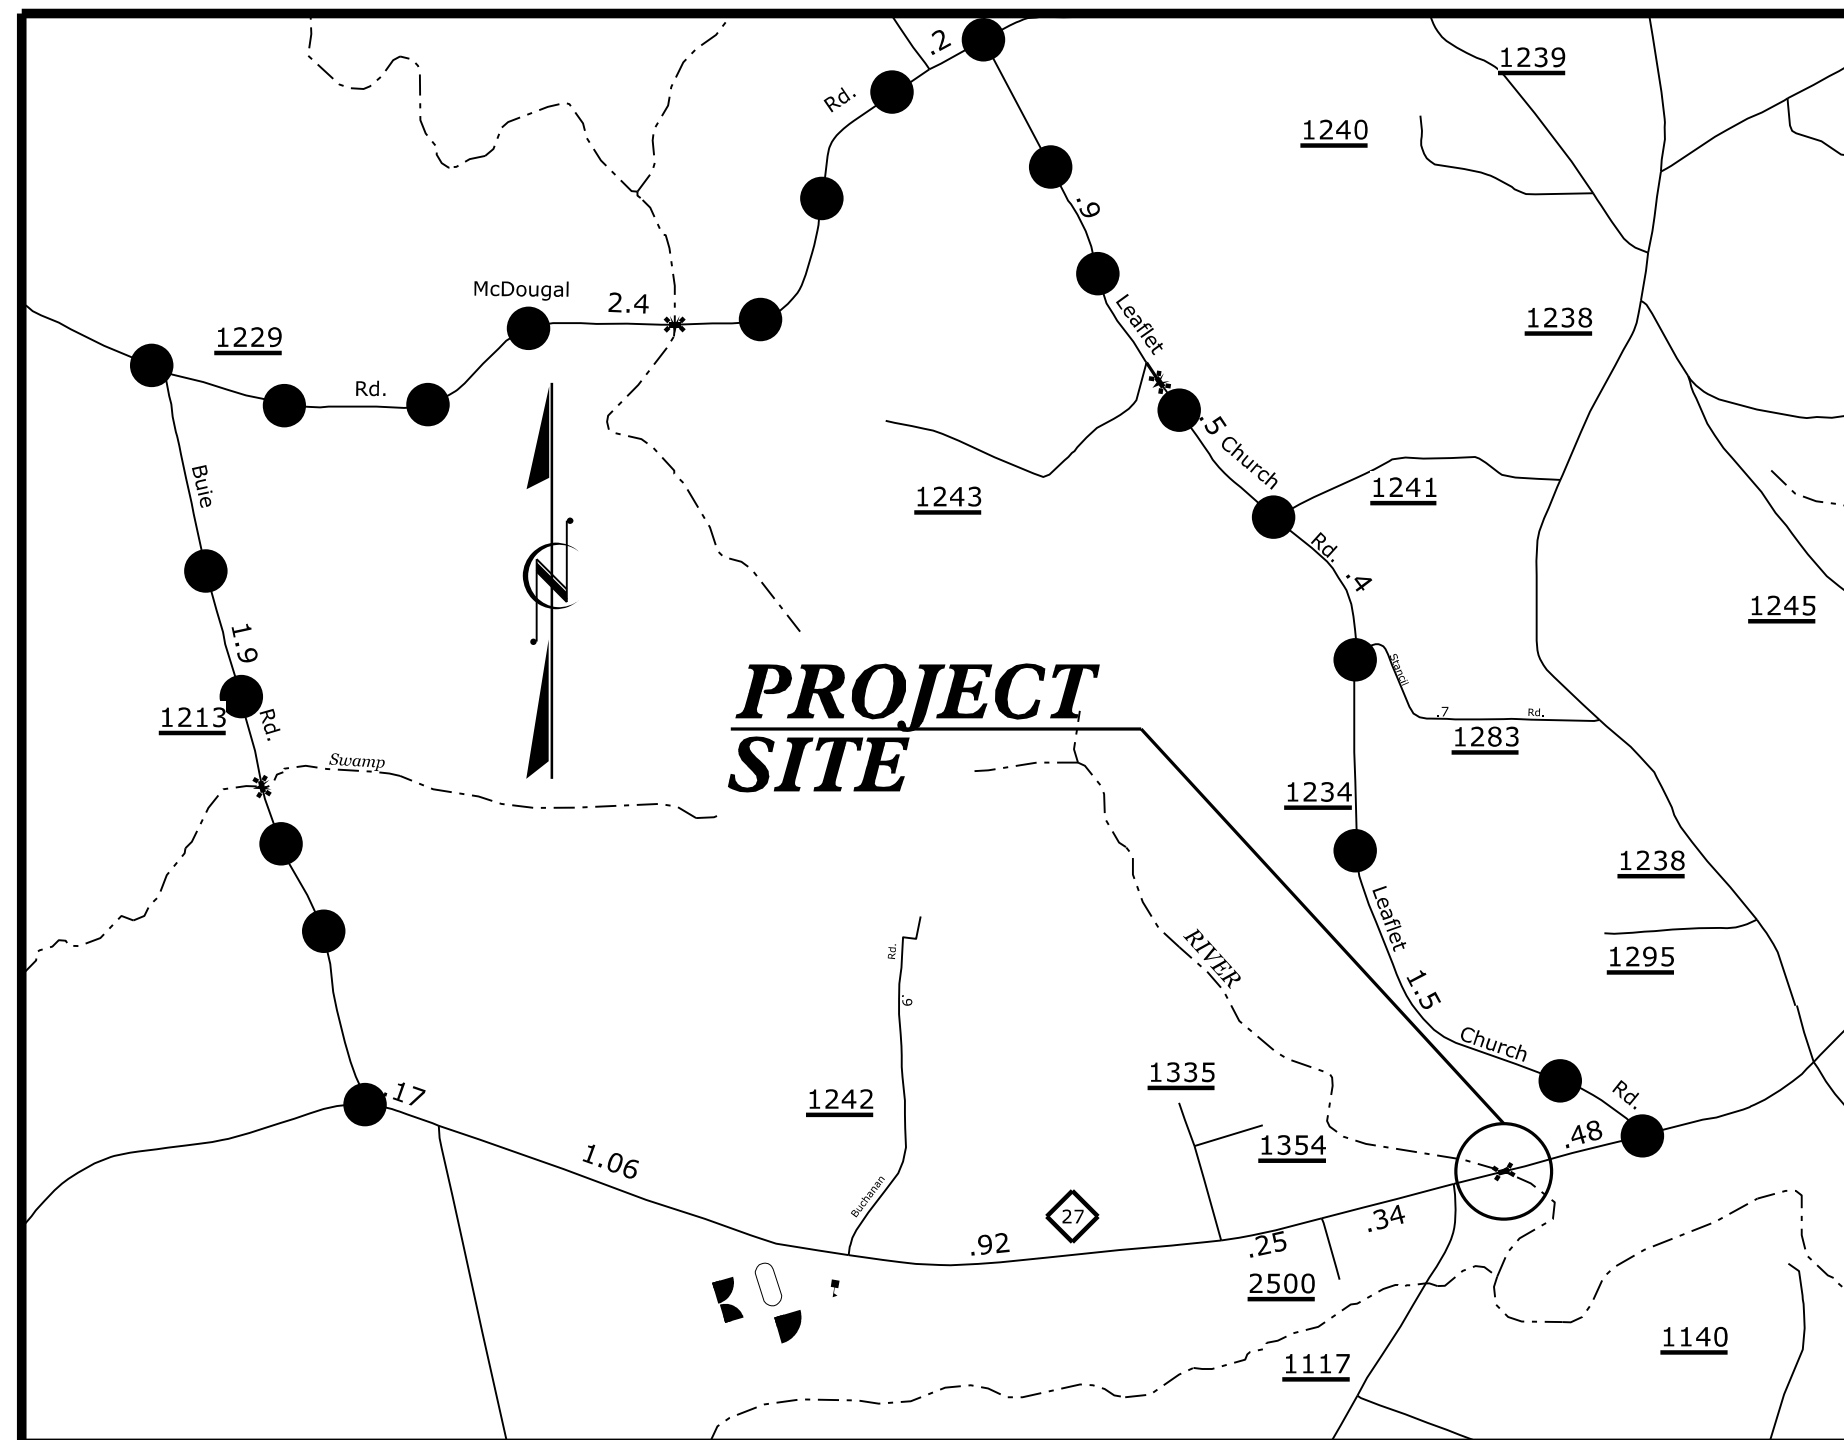 .2
1239
Rd.
1240
.9
McDougal
2.4
1229
Leaflet
1238
Rd.
.5
Church
1241
1243
Buie
Rd.
.4
1245
N
1.9
Stancil
PROJECT
SITE
1213
Rd.
.7
Rd.
1283
Swamp
1234
1238
Leaflet
RIVER
Rd.
1295
1.5
.9
Church
1335
.17
1242
Rd.
.48
1354
1.06
Buchanan
27
.34
.92
.25
2500
1140
1117